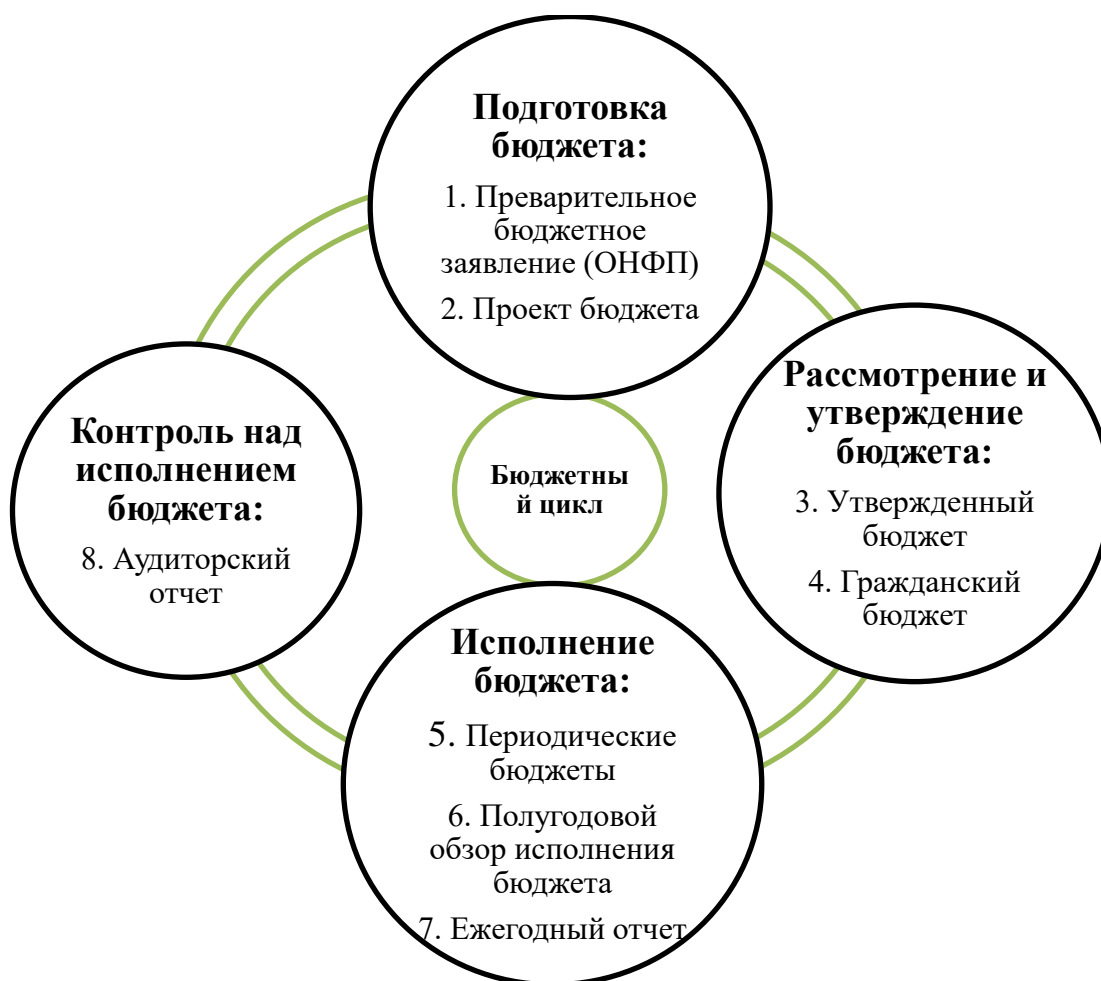 Подготовка
бюджета:
1. Преварительное
бюджетное
заявление (ОНФП)
2. Проект бюджета
Рассмотрение и
утверждение
бюджета:
3. Утвержденный
бюджет
4. Гражданский
бюджет
Исполнение
бюджета:
5. Периодические
бюджеты
6. Полугодовой
обзор исполнения
бюджета
7. Ежегодный отчет
Контроль над
исполнением
бюджета:
8. Аудиторский
отчет
Бюджетны
й цикл